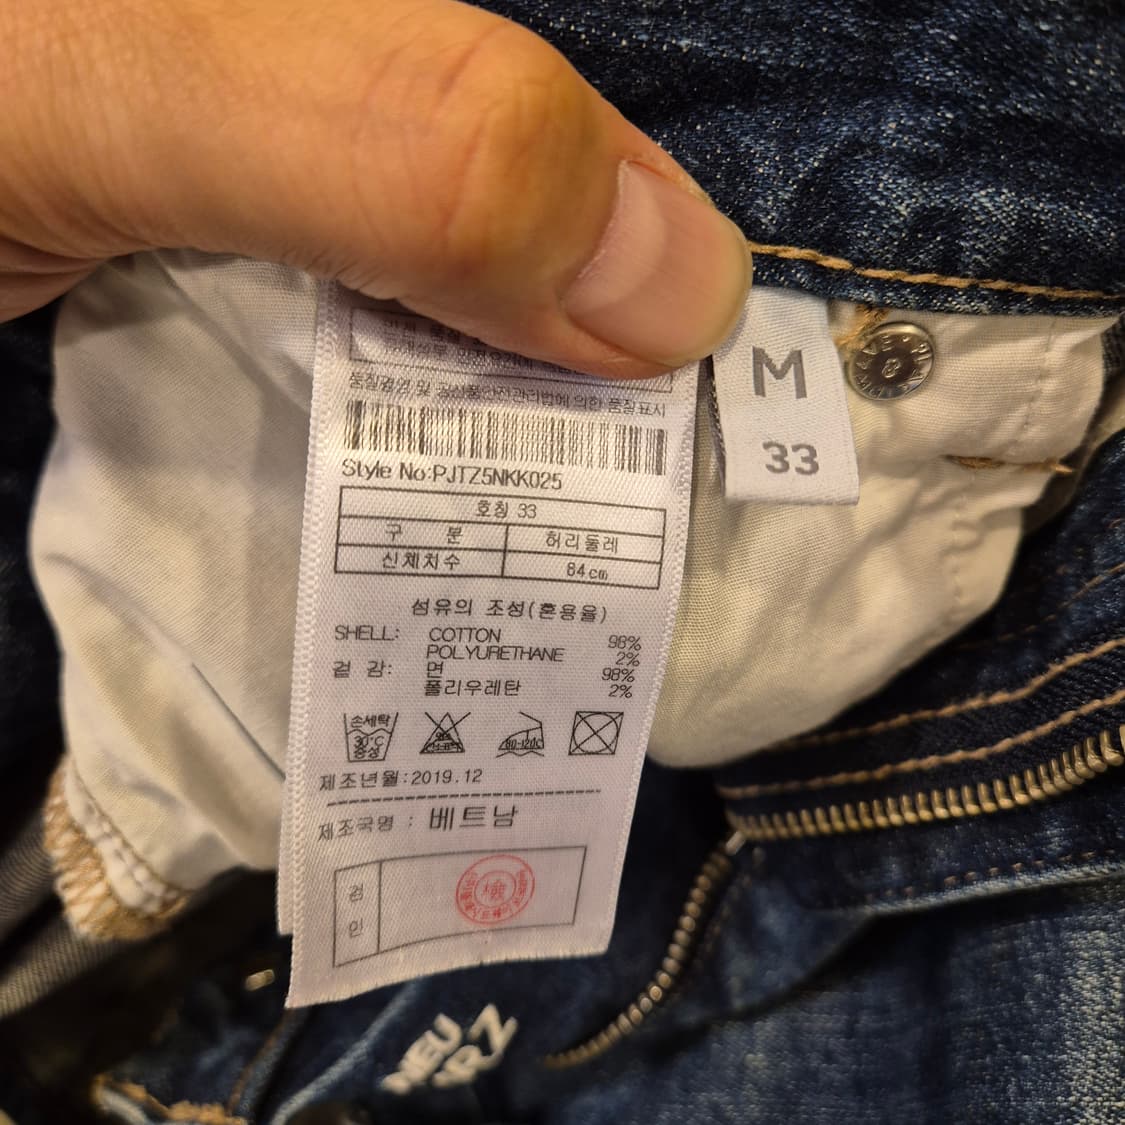 품질경영 및 공산품안전관리법에 의한 품질표시
Style No:PJTZ5NKK025
호칭 33
구 분 허리둘레
신체치수 84cm
섬유의 조성(혼용율)
SHELL: COTTON 98%
POLYURETHANE 2%
겉 감: 면 98%
폴리우레탄 2%
손세탁
30°C
중성
80-120°C
제조년월:2019.12
제조국명 : 베트남
검
인
檢
M
33
NEU